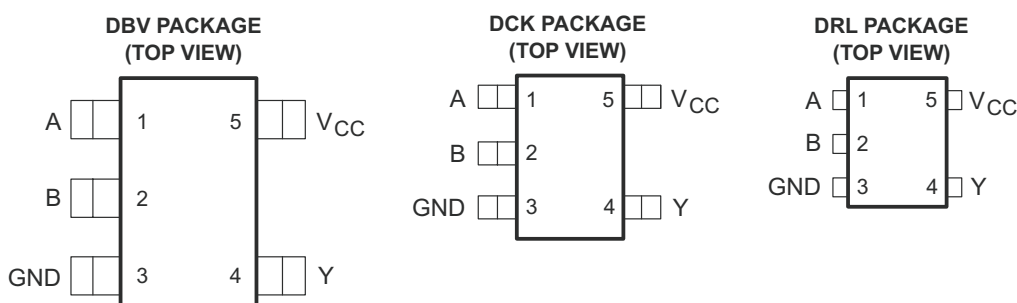 DBV PACKAGE
(TOP VIEW)
A 1 5 VCC
B 2
GND 3 4 Y
DCK PACKAGE
(TOP VIEW)
A 1 5 VCC
B 2
GND 3 4 Y
DRL PACKAGE
(TOP VIEW)
A 1 5 VCC
B 2
GND 3 4 Y